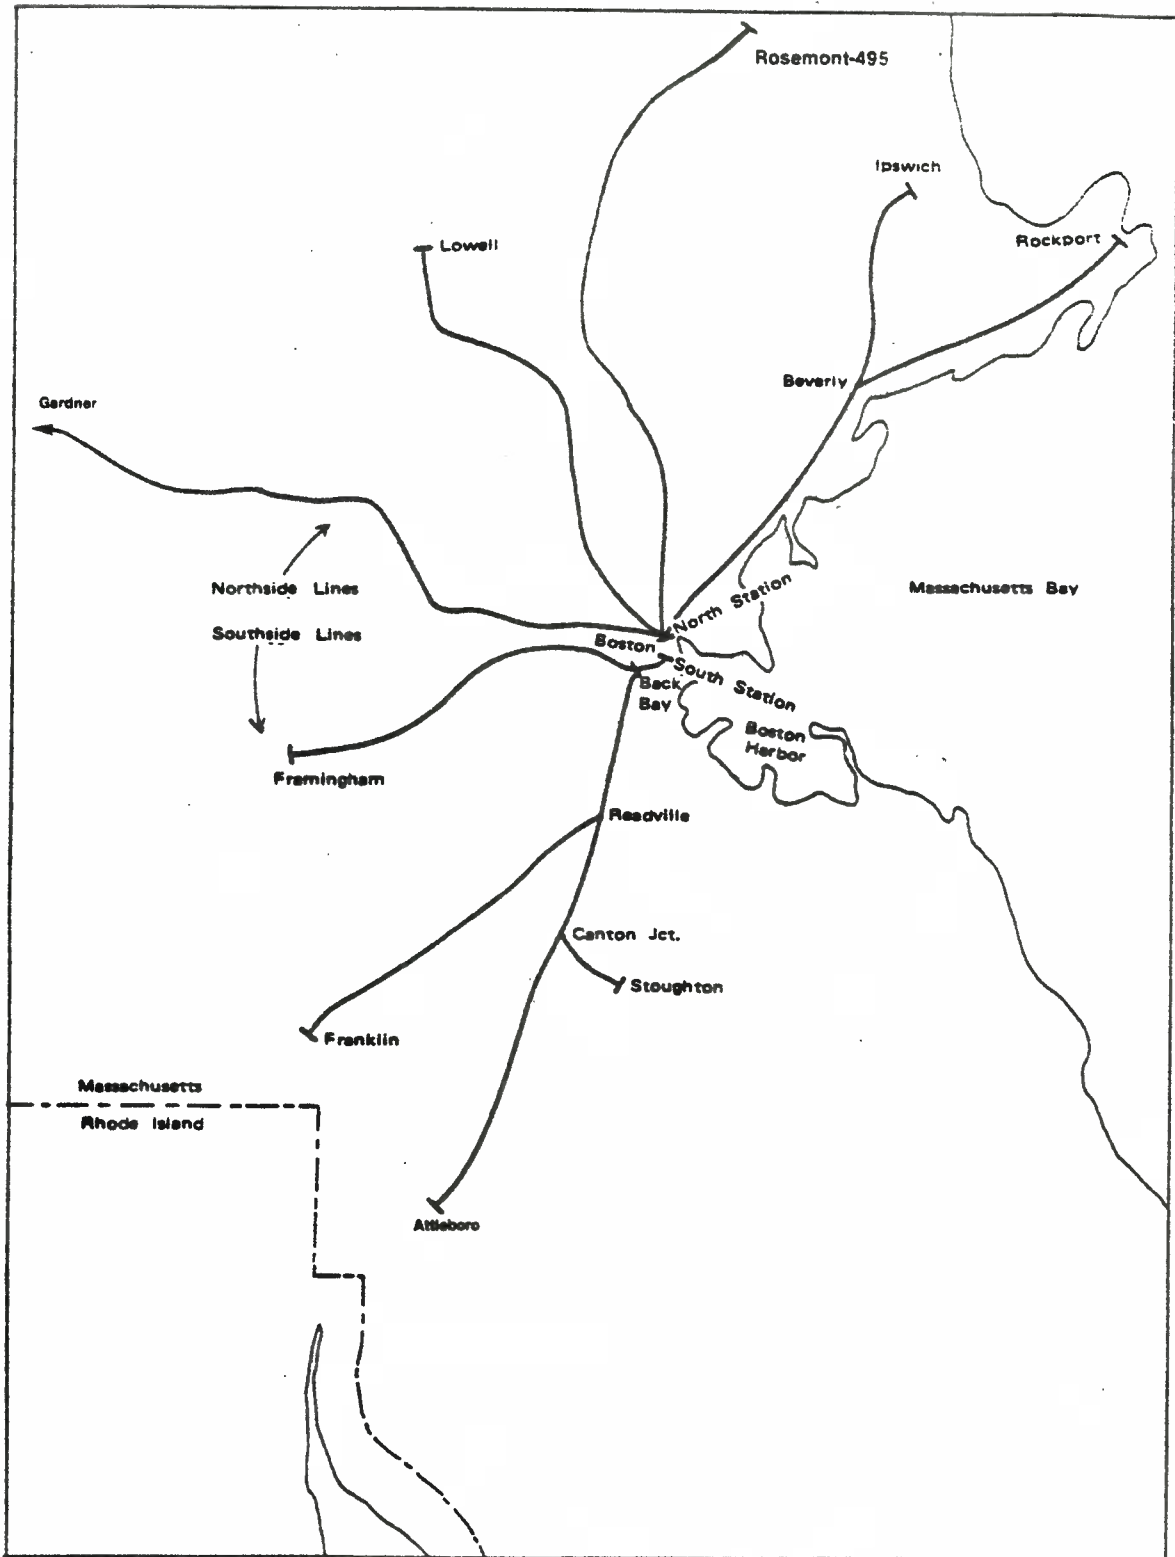 Rosemont-495
Ipswich
Rockport
Lowell
Beverly
Gardner
Northside Lines
Southside Lines
Massachusetts Bay
North Station
Boston
South Station
Back
Bay
Boston
Harbor
Framingham
Readville
Canton Jct.
Stoughton
Franklin
Massachusetts
Rhode Island
Attleboro